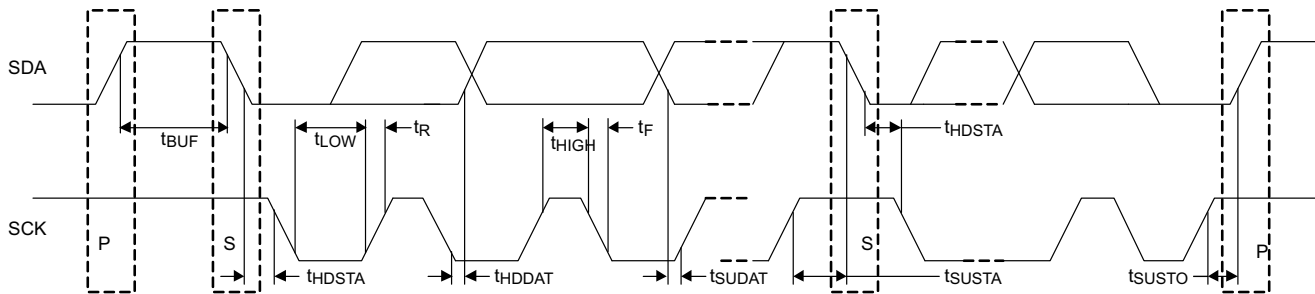 SDA
tBUF
tLOW
tR
tHIGH
tF
tHDSTA
SCK
P
S
S
P
tHDSTA
tHDDAT
tSUDAT
tSUSTA
tSUSTO